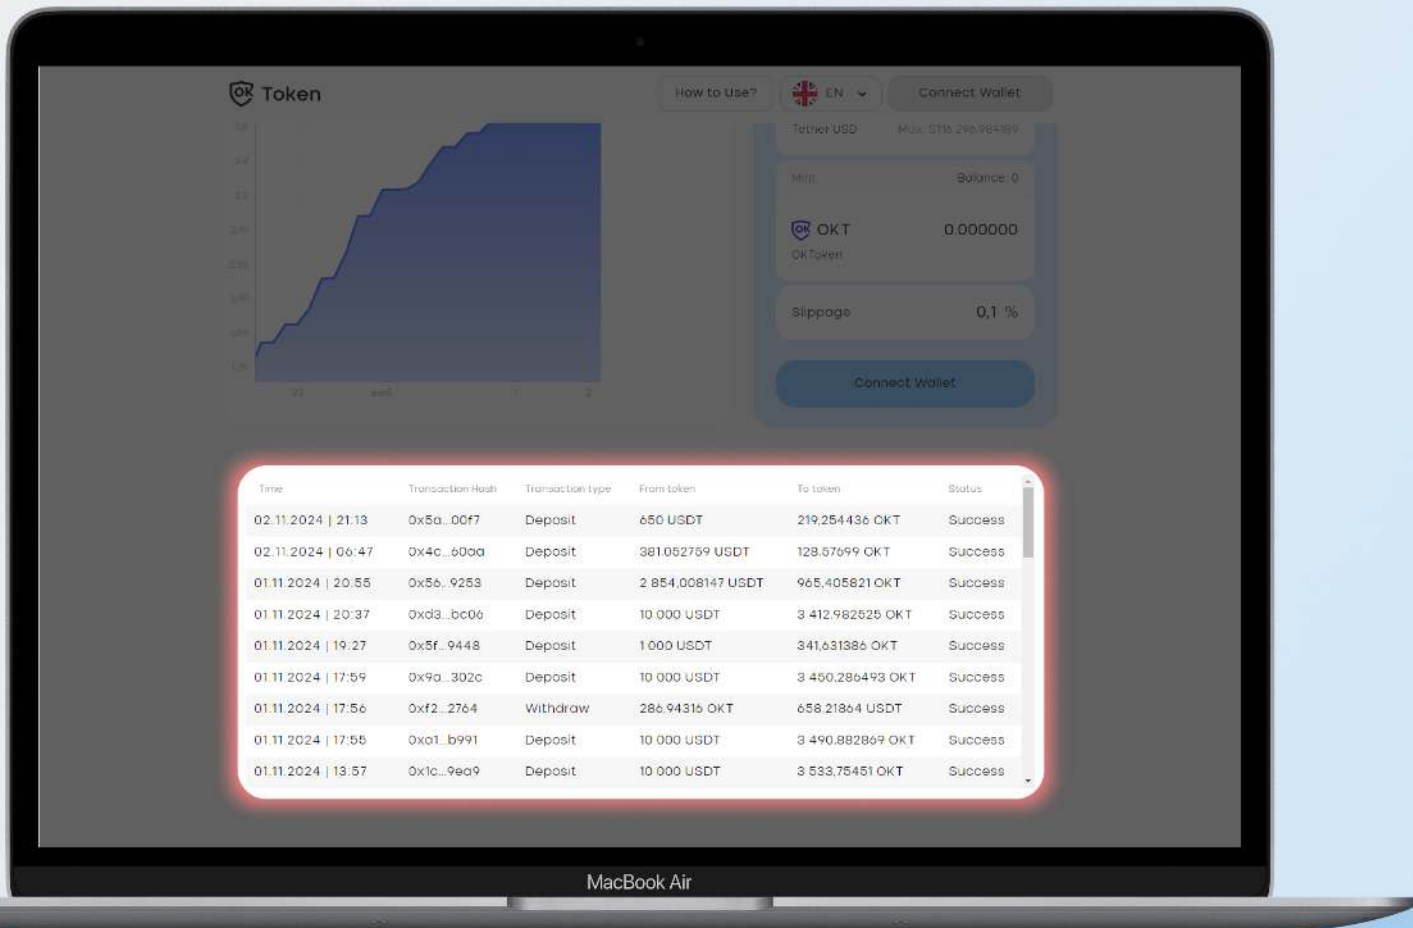 OK Token
How to Use?
EN
Connect Wallet
Tether USD
Mint
Balance: 0
OK OKT
0.000000
OKToken
Slippage
0,1 %
Connect Wallet
Time Transaction Hash Transaction type From token To token Status
02.11.2024 | 21:13 0x5a...00f7 Deposit 650 USDT 219,254436 OKT Success
02.11.2024 | 06:47 0x4c...60aa Deposit 381.052759 USDT 128.57699 OKT Success
01.11.2024 | 20:55 0x56...9253 Deposit 2 854,008147 USDT 965,405821 OKT Success
01.11.2024 | 20:37 0xd3...bc06 Deposit 10 000 USDT 3 412,982525 OKT Success
01.11.2024 | 19:27 0x5f...9448 Deposit 1 000 USDT 341,631386 OKT Success
01.11.2024 | 17:59 0x9a...302c Deposit 10 000 USDT 3 450,286493 OKT Success
01.11.2024 | 17:56 0xf2...2764 Withdraw 286.94316 OKT 658.21864 USDT Success
01.11.2024 | 17:55 0xa1...b991 Deposit 10 000 USDT 3 490,882869 OKT Success
01.11.2024 | 13:57 0x1c...9ea9 Deposit 10 000 USDT 3 533,75451 OKT Success
MacBook Air